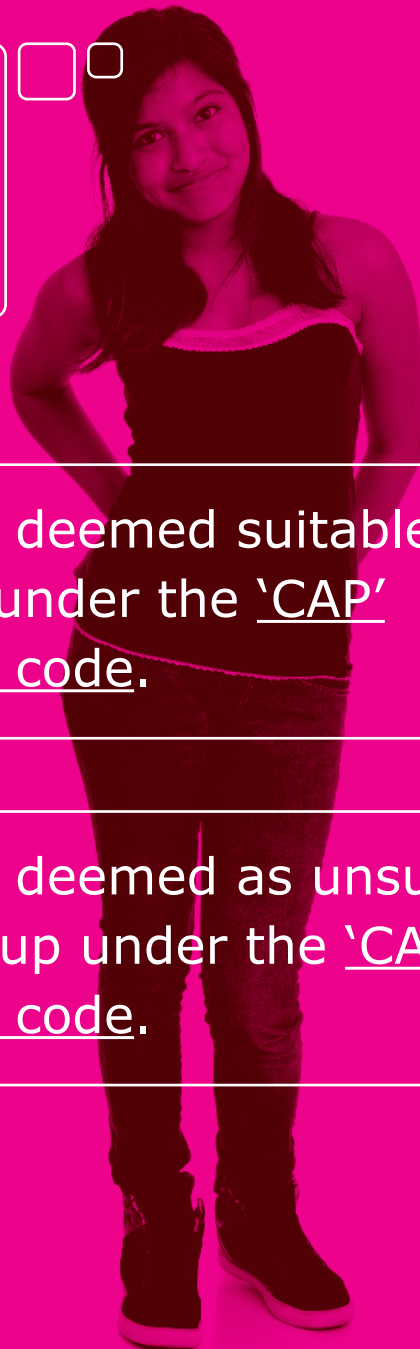 deemed suitable
under the ‘CAP’
code.
deemed as unsu
up under the ‘CA
code.